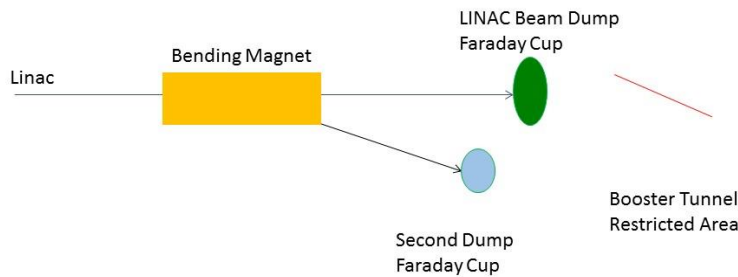 LINAC Beam Dump
Faraday Cup
Bending Magnet
Linac
Booster Tunnel
Restricted Area
Second Dump
Faraday Cup